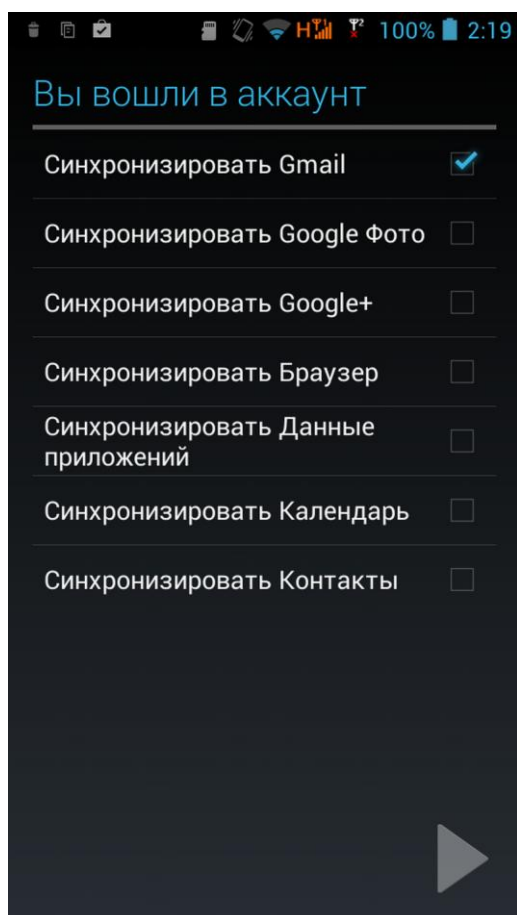 100% 2:19
Вы вошли в аккаунт
Синхронизировать Gmail
Синхронизировать Google Фото
Синхронизировать Google+
Синхронизировать Браузер
Синхронизировать Данные
приложений
Синхронизировать Календарь
Синхронизировать Контакты